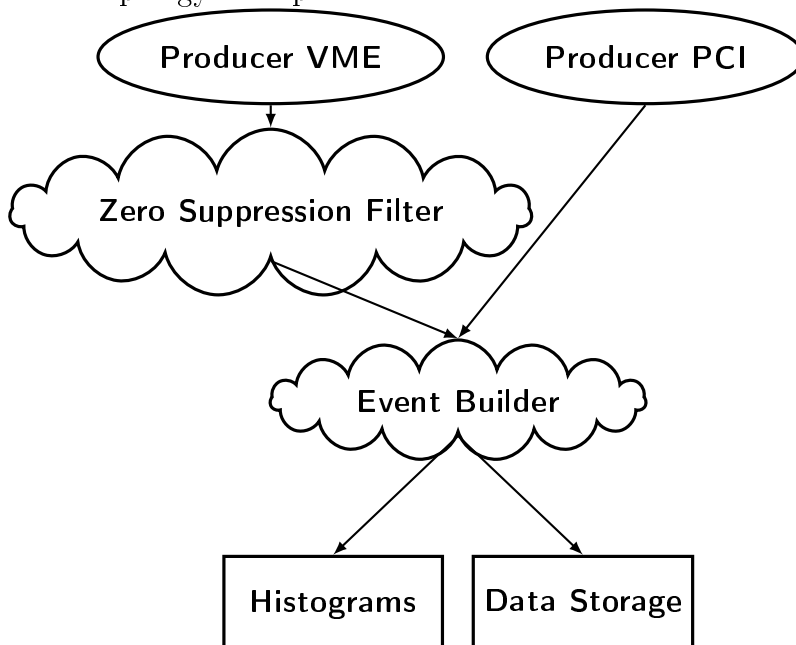 Producer VME
Producer PCI
Zero Suppression Filter
Event Builder
Histograms
Data Storage